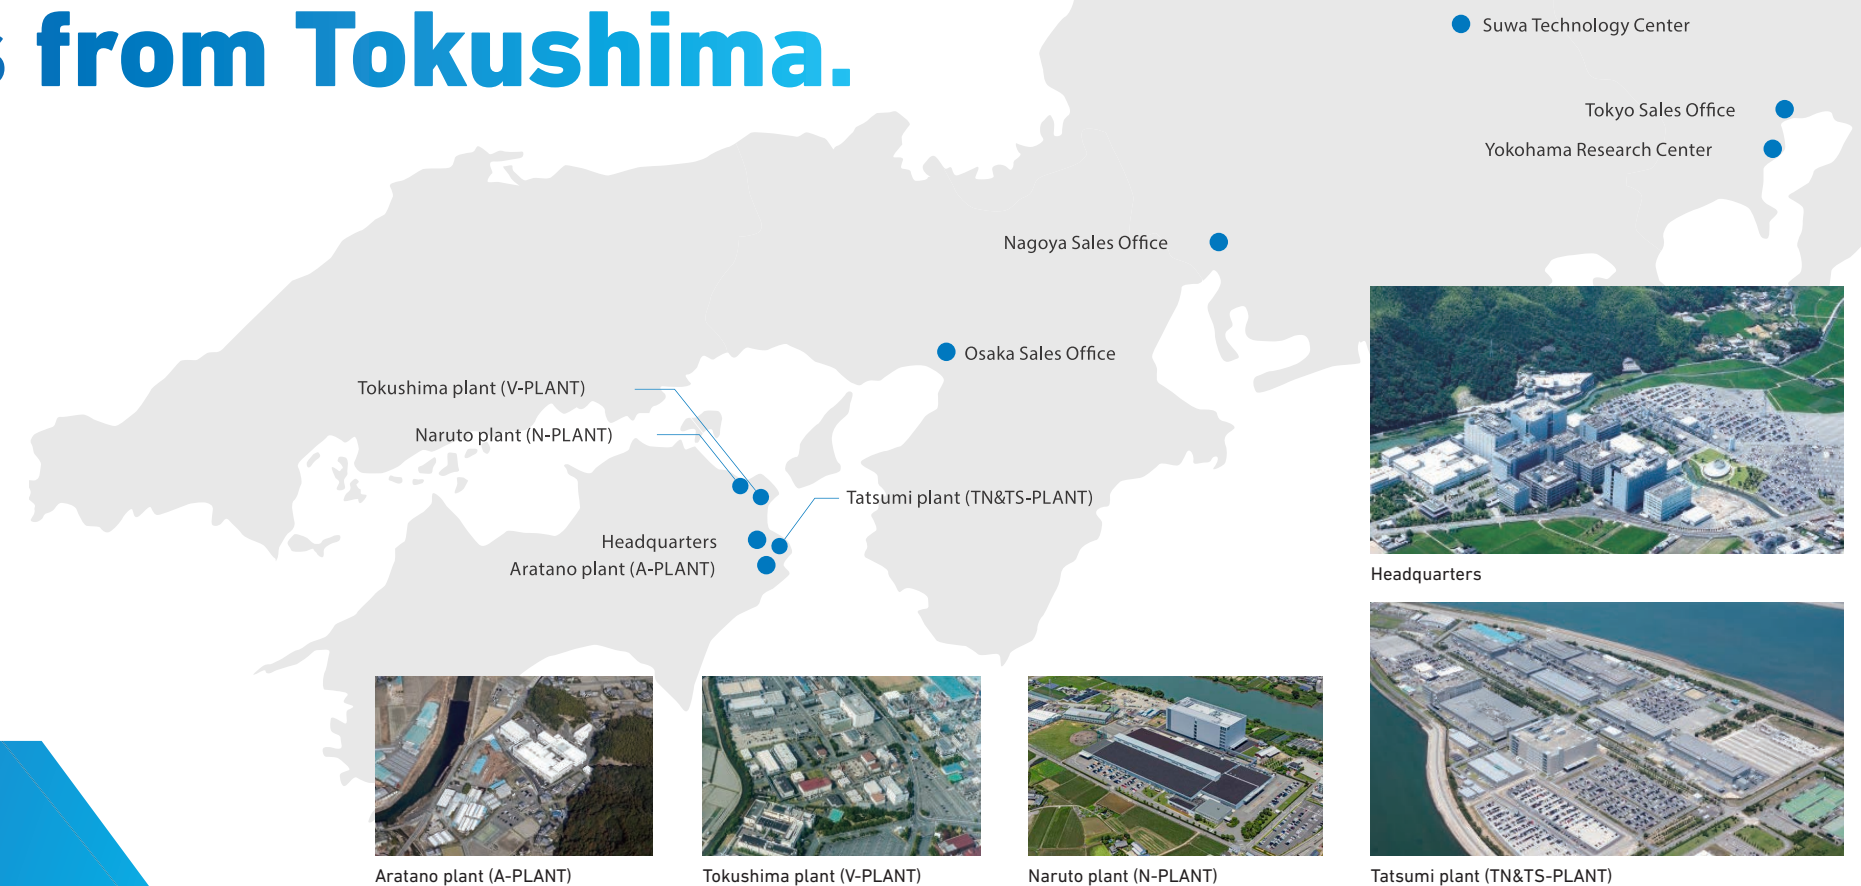 from Tokushima.
Suwa Technology Center
Tokyo Sales Office
Yokohama Research Center
Nagoya Sales Office
Osaka Sales Office
Tokushima plant (V-PLANT)
Naruto plant (N-PLANT)
Tatsumi plant (TN&TS-PLANT)
Headquarters
Aratano plant (A-PLANT)
Headquarters
Aratano plant (A-PLANT)
Tokushima plant (V-PLANT)
Naruto plant (N-PLANT)
Tatsumi plant (TN&TS-PLANT)